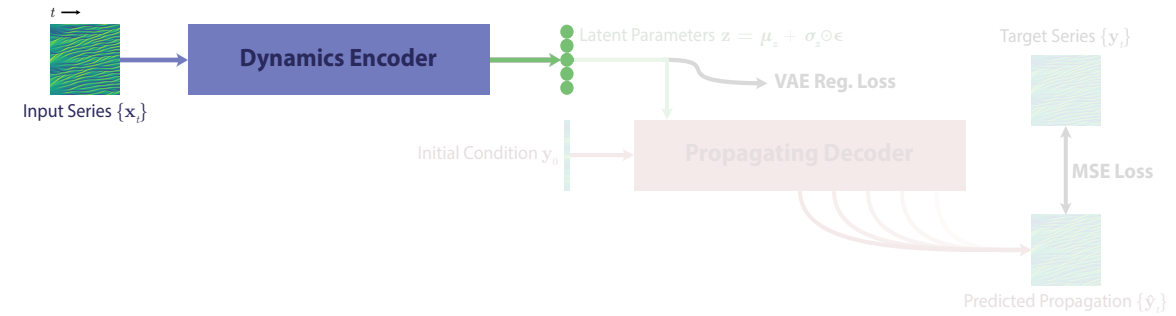 t →
Dynamics Encoder
Latent Parameters z = μ_z + σ_z⊙ϵ
Target Series {y_t}
VAE Reg. Loss
Input Series {x_t}
Initial Condition y_0
Propagating Decoder
MSE Loss
Predicted Propagation {ŷ_t}